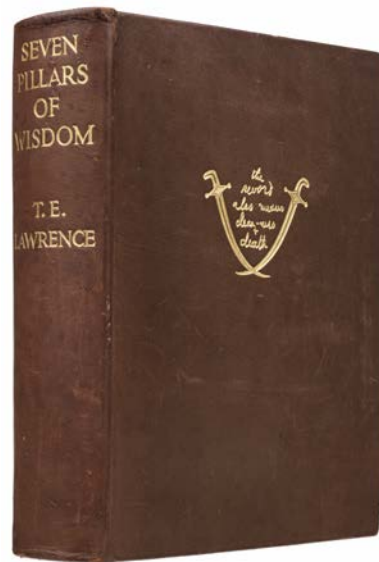 SEVEN
PILLARS
OF
WISDOM
T. E.
LAWRENCE
the
sword
also means
clean-ness
+
death